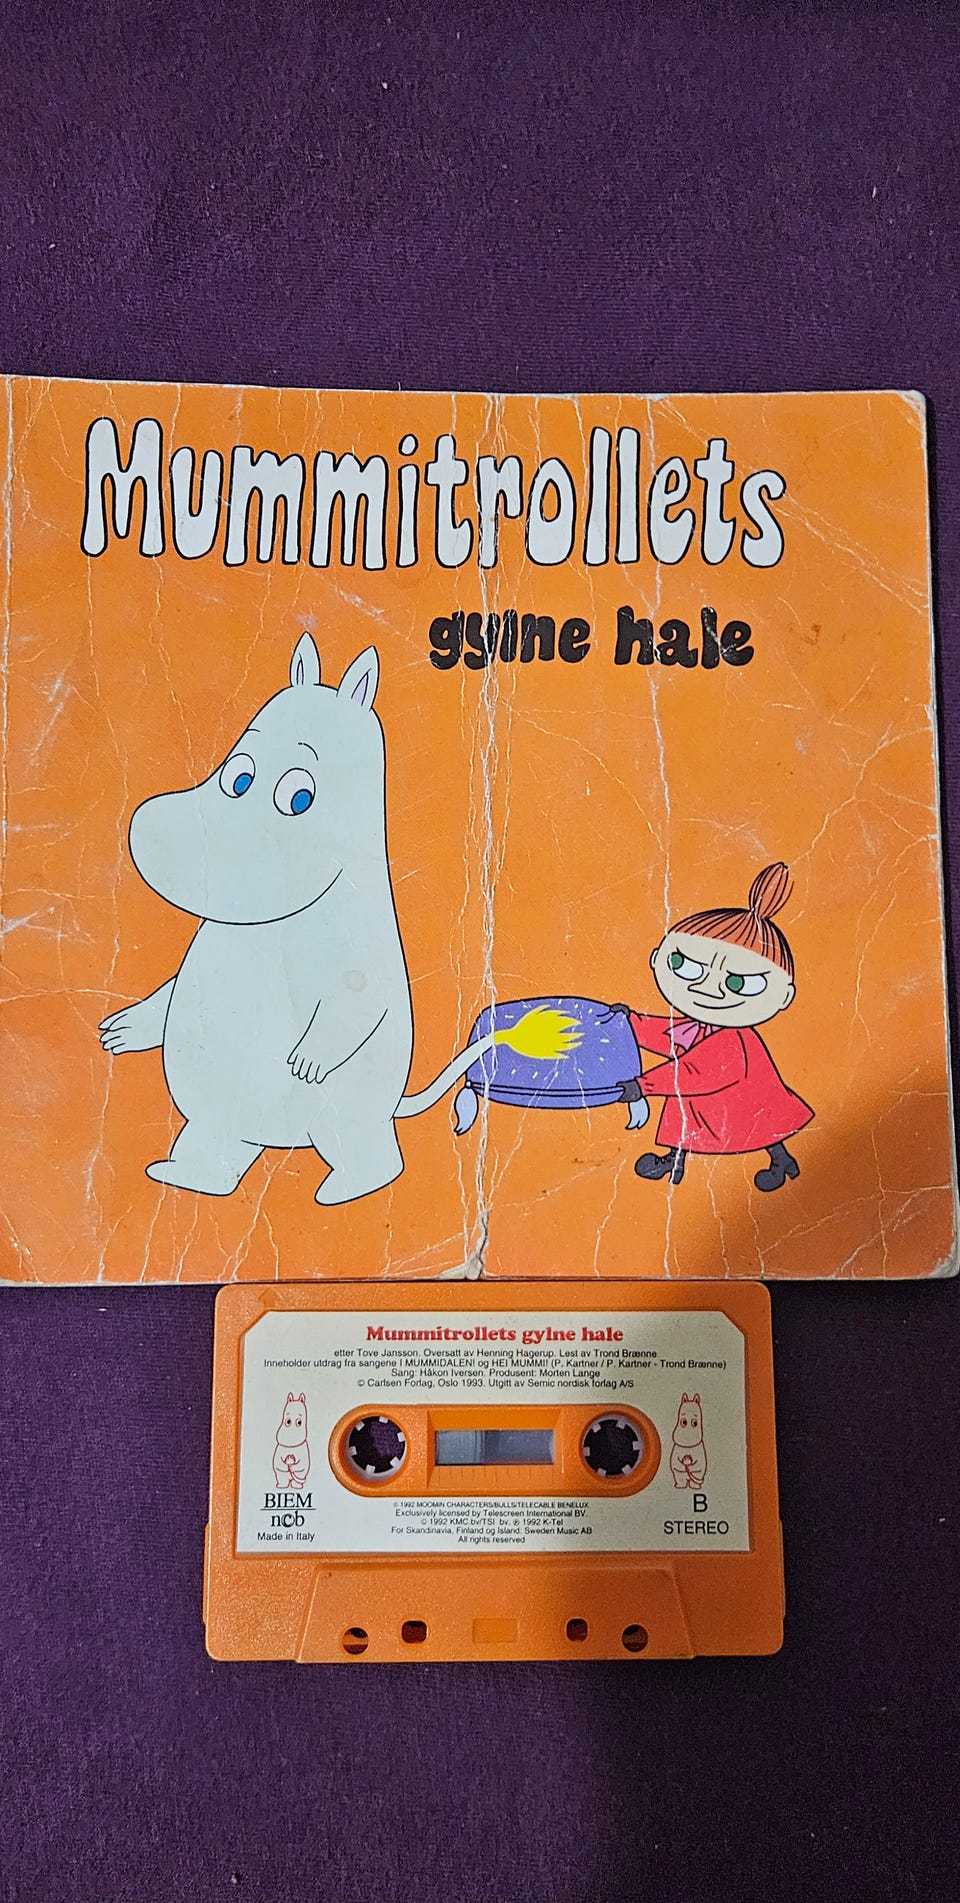 Mummitrollets
gylne hale
Mummitrollets gylne hale
etter Tove Jansson. Oversatt av Henning Hagerup. Lest av Trond Brænne
Inneholder utdrag fra sangene I MUMMIDALEN! og HEI MUMMI! (P. Kartner / P. Kartner - Trond Brænne)
Sang: Håkon Iversen. Produsent: Morten Lange
© Carlsen Forlag, Oslo 1993. Utgitt av Semic nordisk forlag A/S
BIEM
ncb
Made in Italy
© 1992 MOOMIN CHARACTERS/BULLS/TELECABLE BENELUX.
Exclusively licensed by Telescreen International BV.
© 1992 KMC bv/TSI bv. ℗ 1992 K-Tel
For Skandinavia, Finland og Island: Sweden Music AB
All rights reserved
B
STEREO